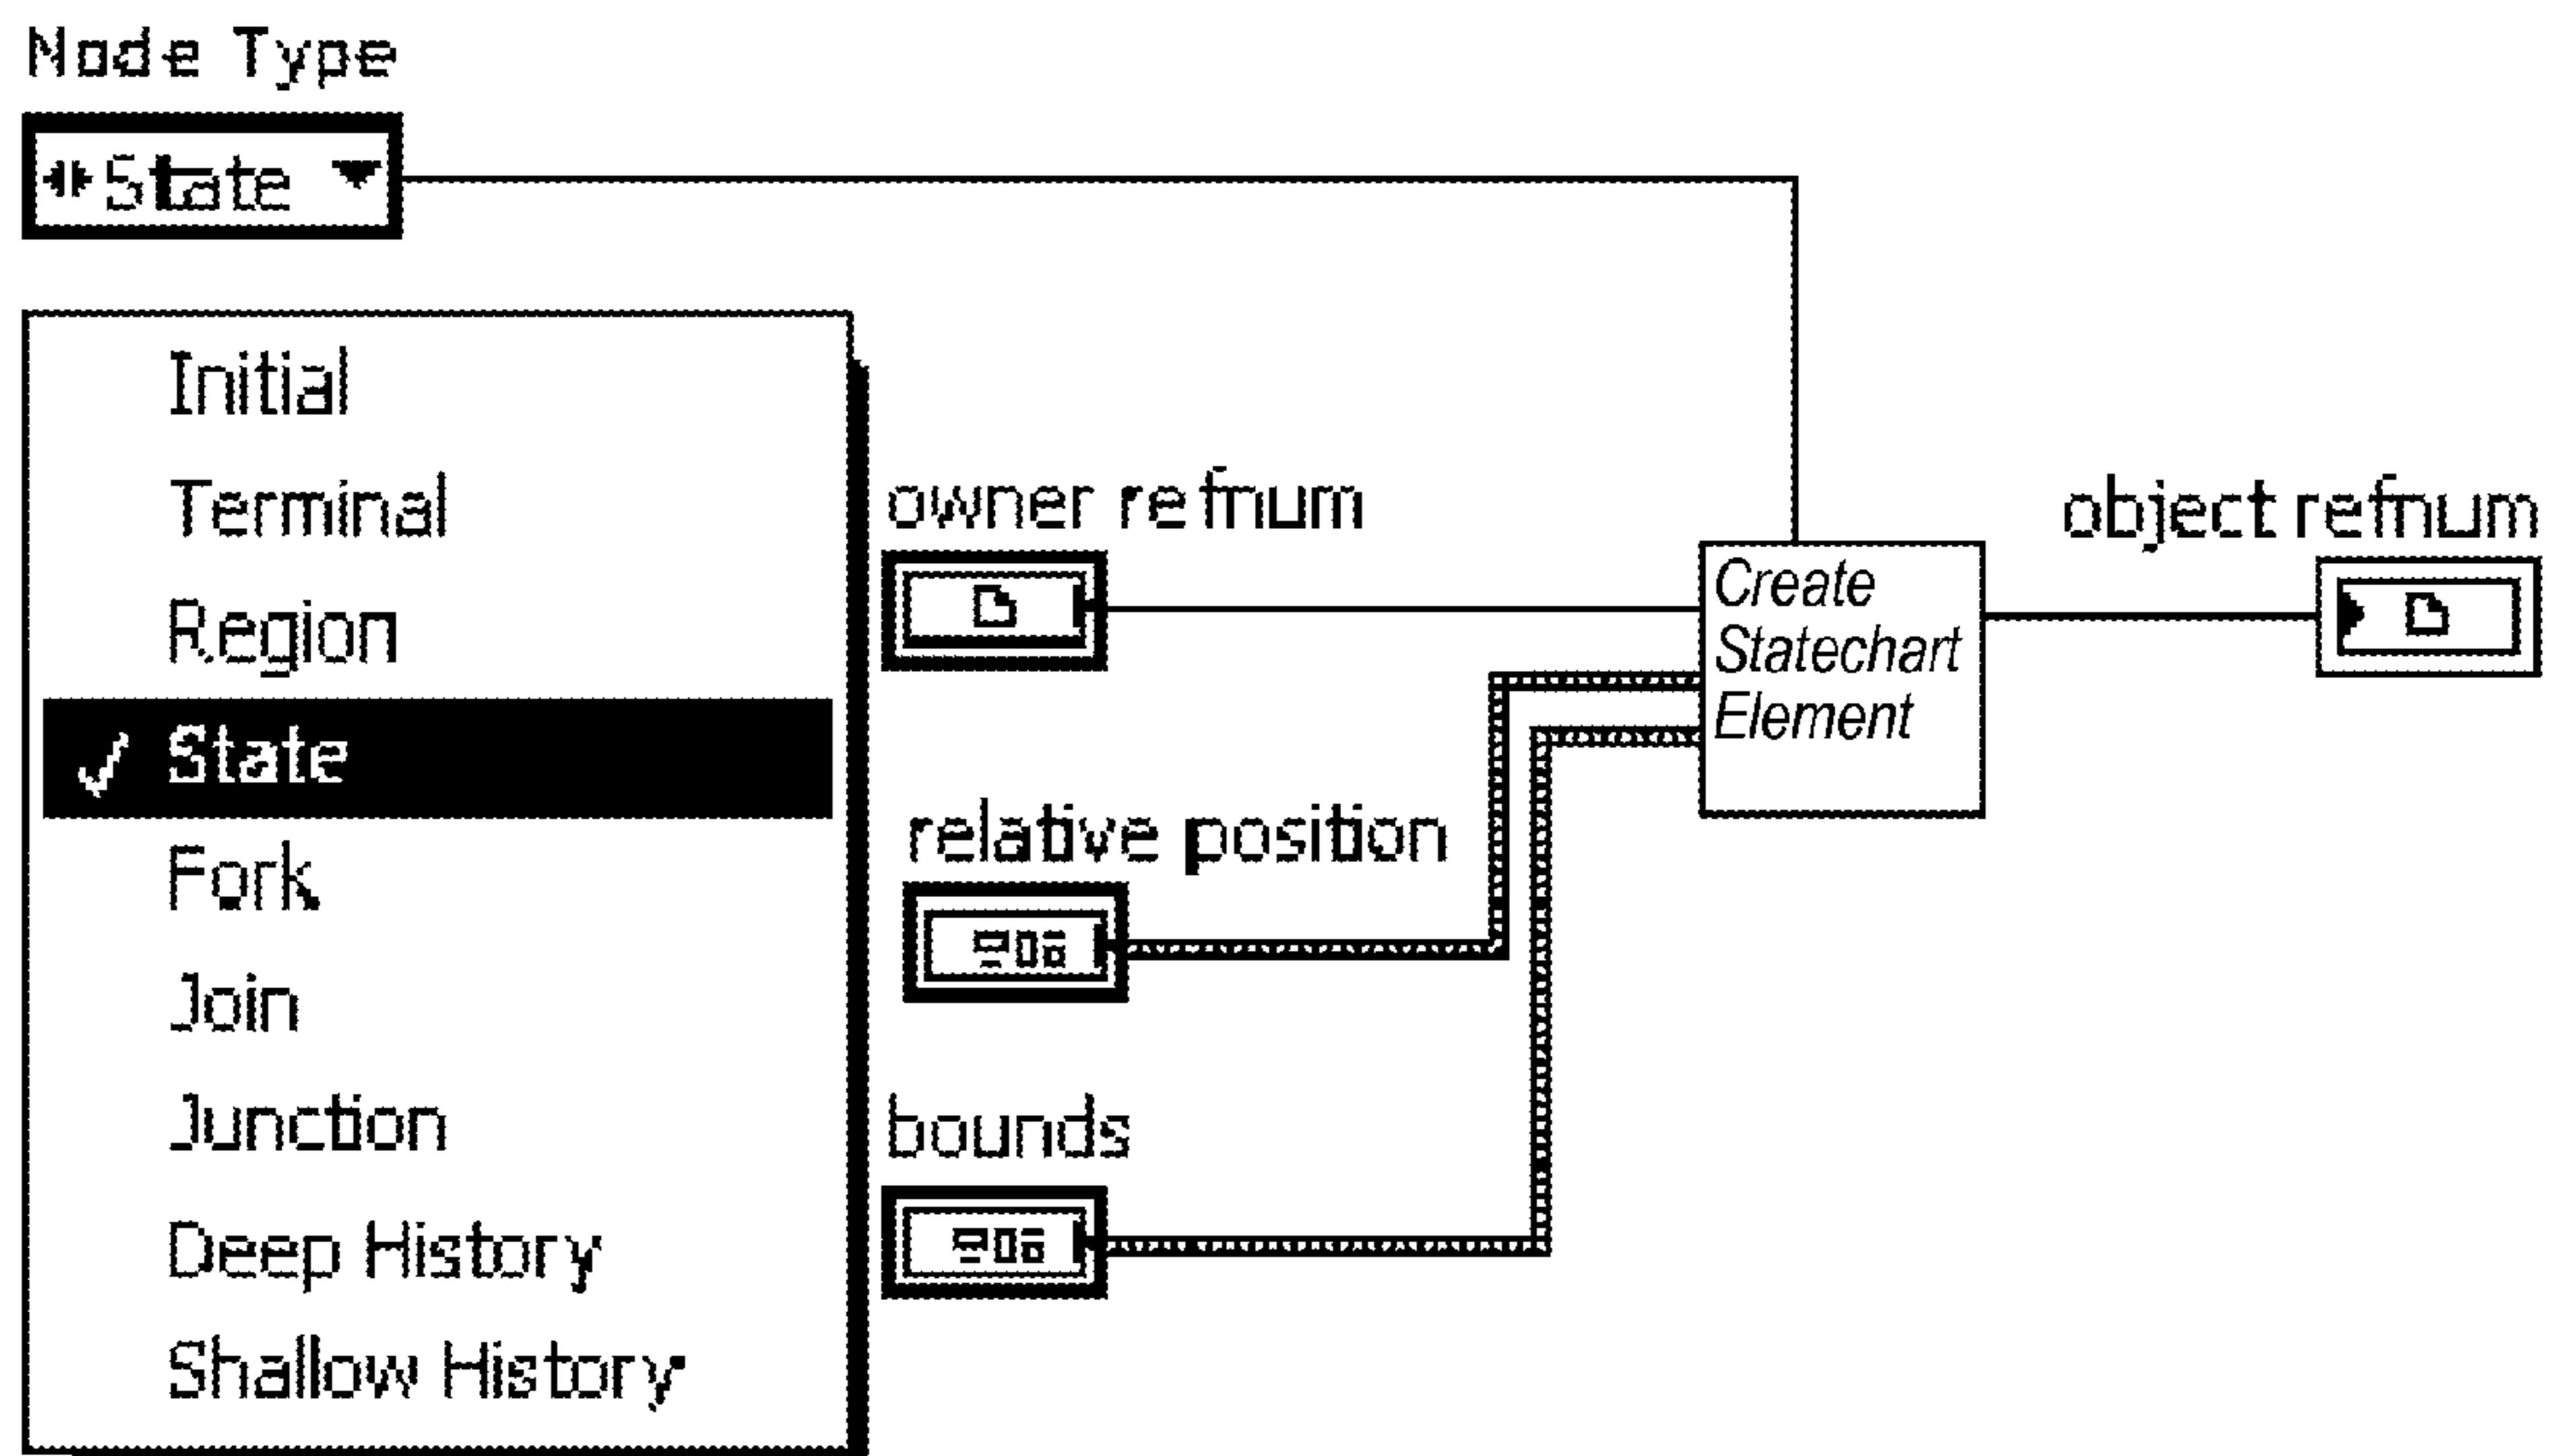 Node Type
State
Initial
Terminal
Region
State
Fork
Join
Junction
Deep History
Shallow History
owner refnum
relative position
bounds
Create
Statechart
Element
object refnum